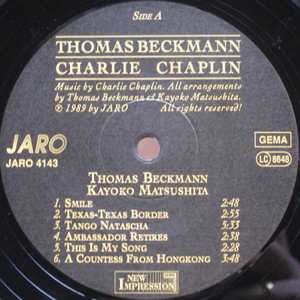 SIDE A
THOMAS BECKMANN
CHARLIE CHAPLIN
Music by Charlie Chaplin. All arrangements
by Thomas Beckmann et Kayoko Matsushita.
℗ 1989 by JARO All rights reserved!
JARO
JARO 4143
GEMA
LC 8648
THOMAS BECKMANN
KAYOKO MATSUSHITA
1. SMILE 2:48
2. TEXAS-TEXAS BORDER 2:55
3. TANGO NATASCHA 5:33
4. AMBASSADOR RETIRES 2:38
5. THIS IS MY SONG 2:28
6. A COUNTESS FROM HONGKONG 3:48
NEW
IMPRESSION